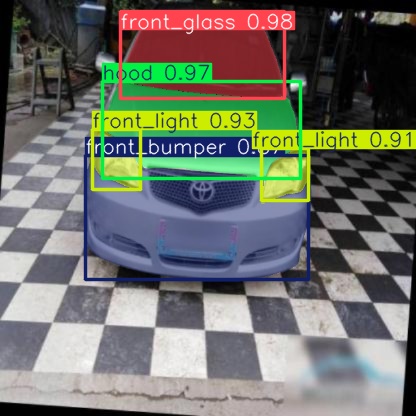 front_glass 0.98
hood 0.97
front_light 0.93
front_light 0.91
front_bumper